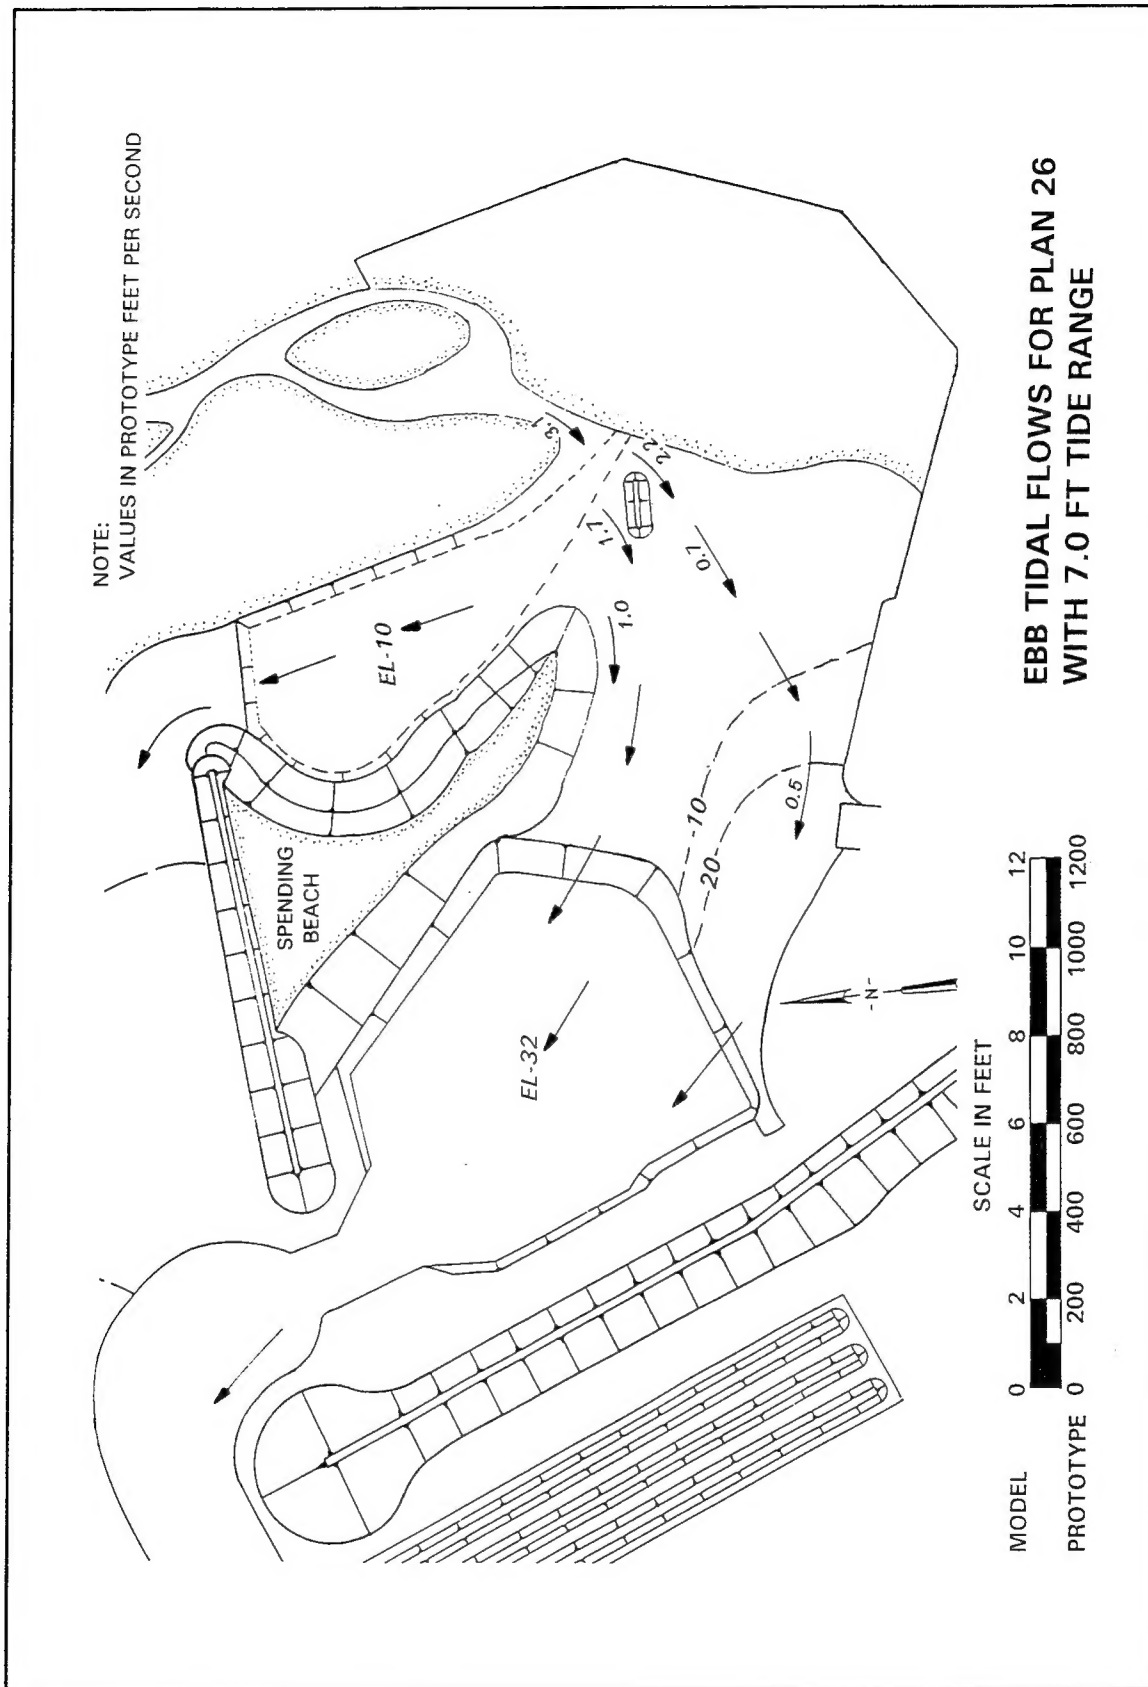 NOTE:
VALUES IN PROTOTYPE FEET PER SECOND
EL-10
SPENDING
BEACH
EL-32
3.1
2.2
1.7
1.0
0.7
0.5
-10
-20-
-N-
SCALE IN FEET
MODEL 0 2 4 6 8 10 12
PROTOTYPE 0 200 400 600 800 1000 1200
EBB TIDAL FLOWS FOR PLAN 26
WITH 7.0 FT TIDE RANGE